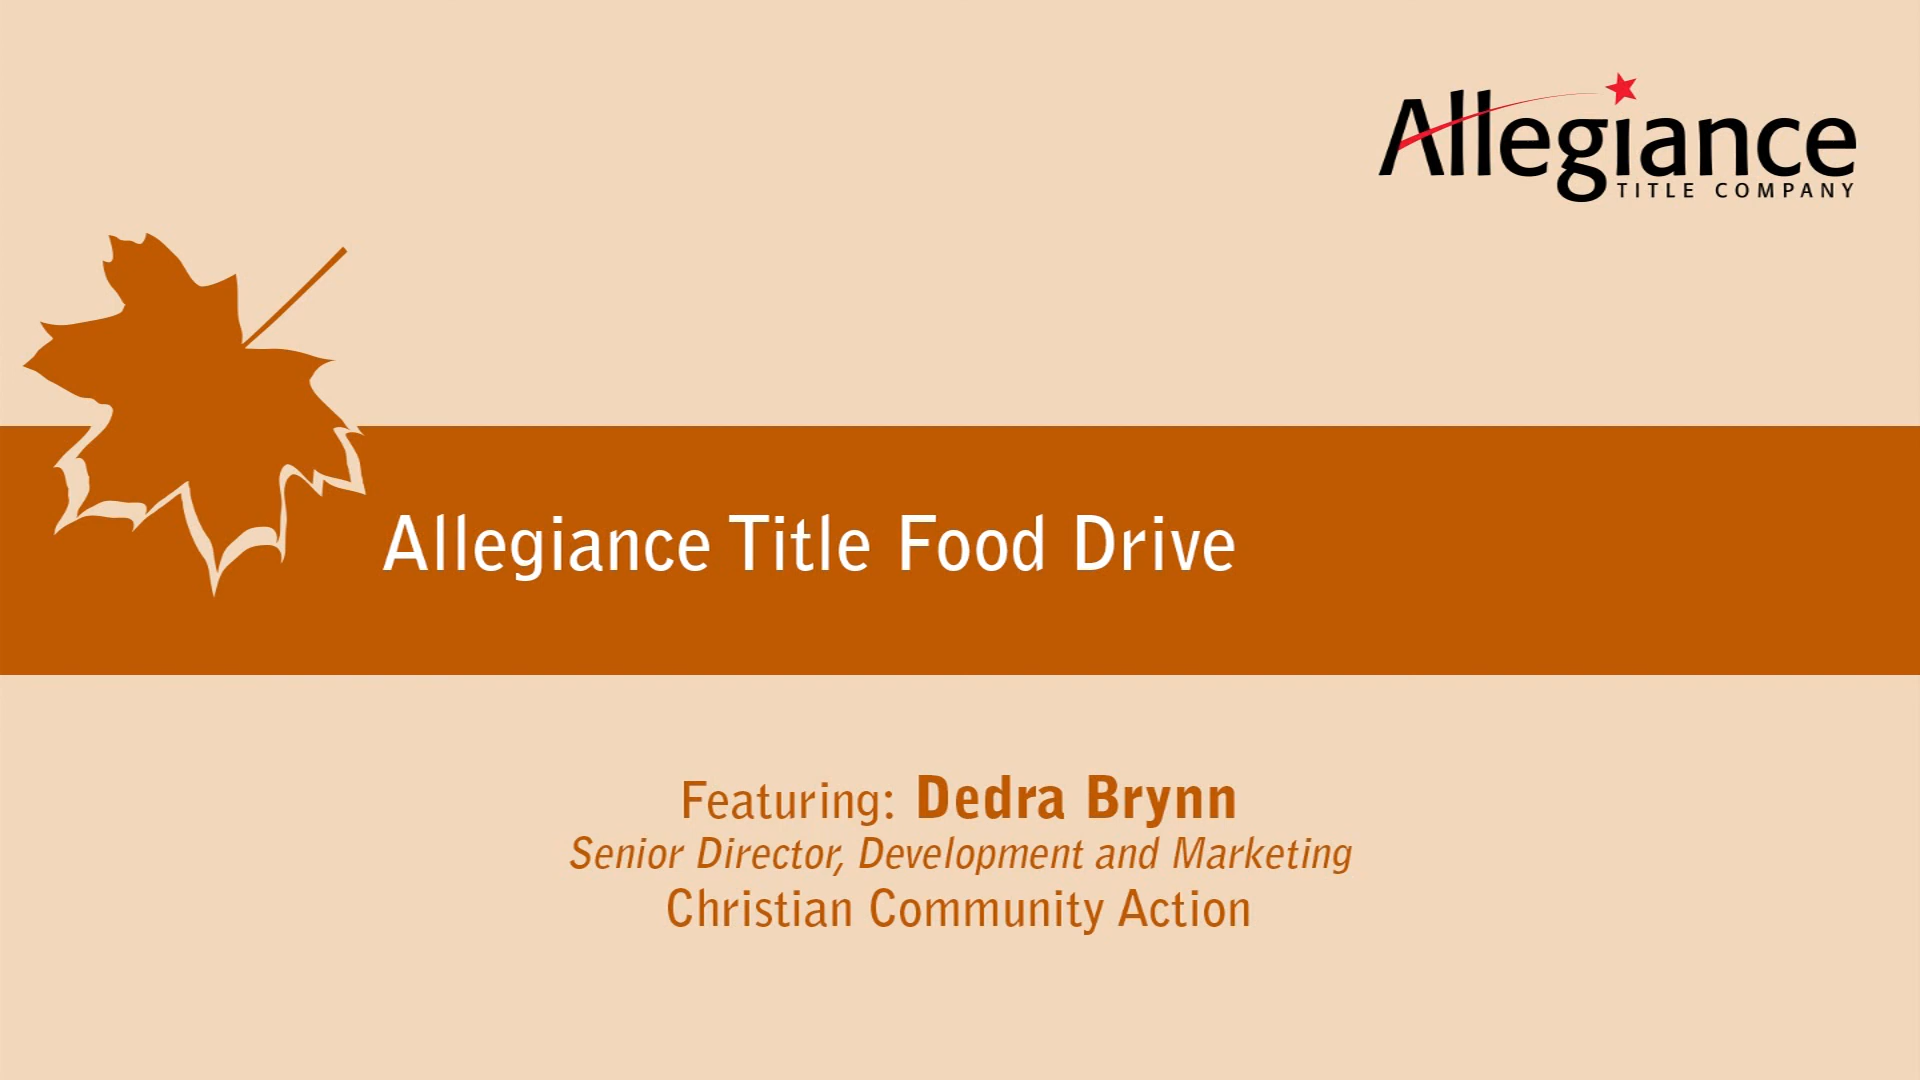 Allegiance
TITLE COMPANY
Allegiance Title Food Drive
Featuring: Dedra Brynn
Senior Director, Development and Marketing
Christian Community Action